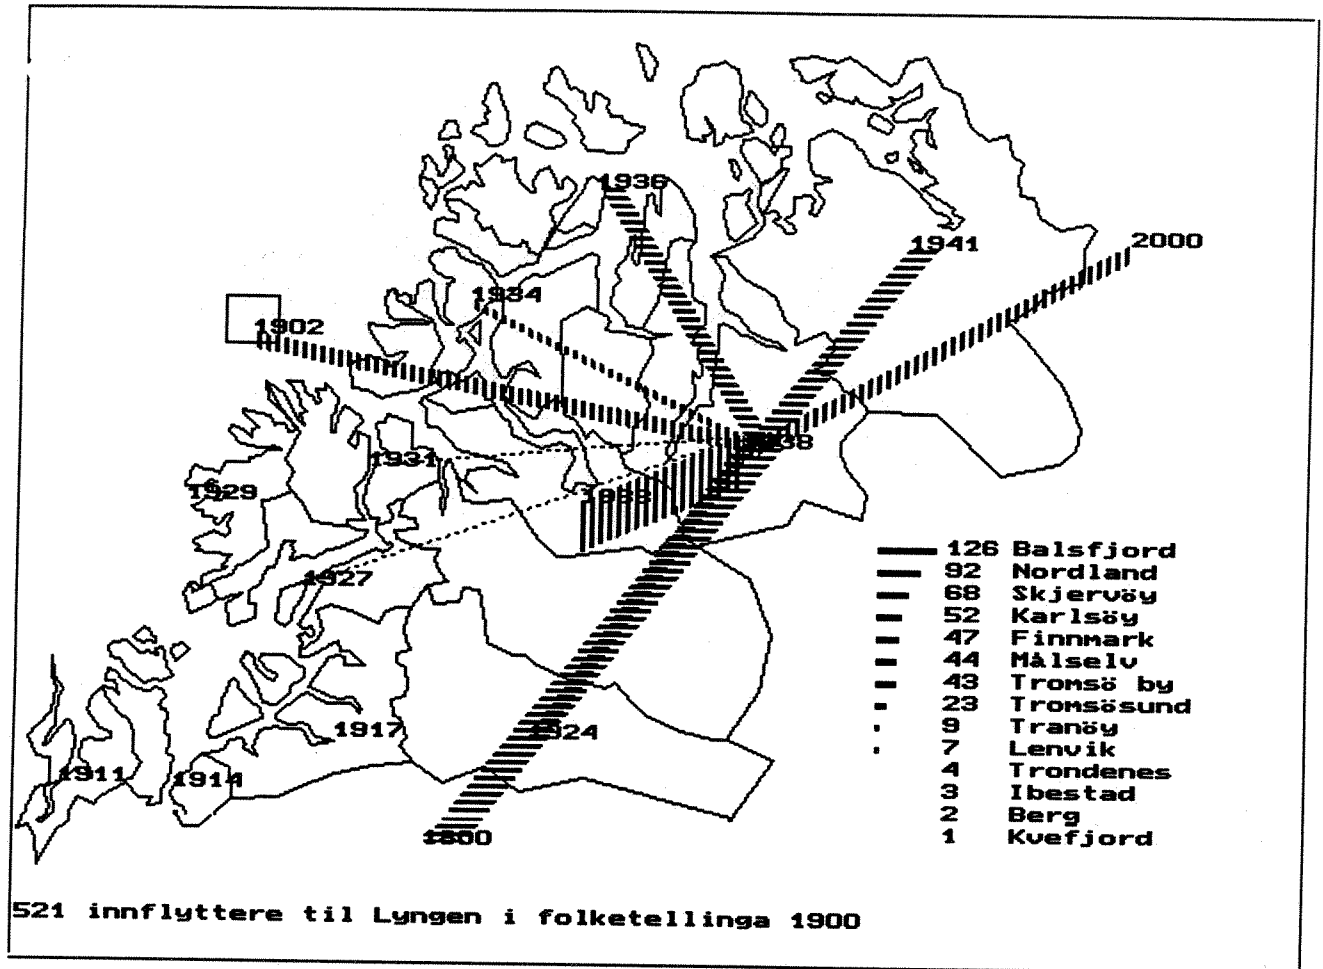 1936
1941
2000
1934
1902
1938
1931
1929
1933
1927
126 Balsfjord
92 Nordland
68 Skjervöy
52 Karlsöy
47 Finnmark
44 Målselv
43 Tromsö by
23 Tromsösund
9 Tranöy
7 Lenvik
4 Trondenes
3 Ibestad
2 Berg
1 Kvefjord
1917
1924
1911
1914
1800
521 innflyttere til Lyngen i folketellinga 1900